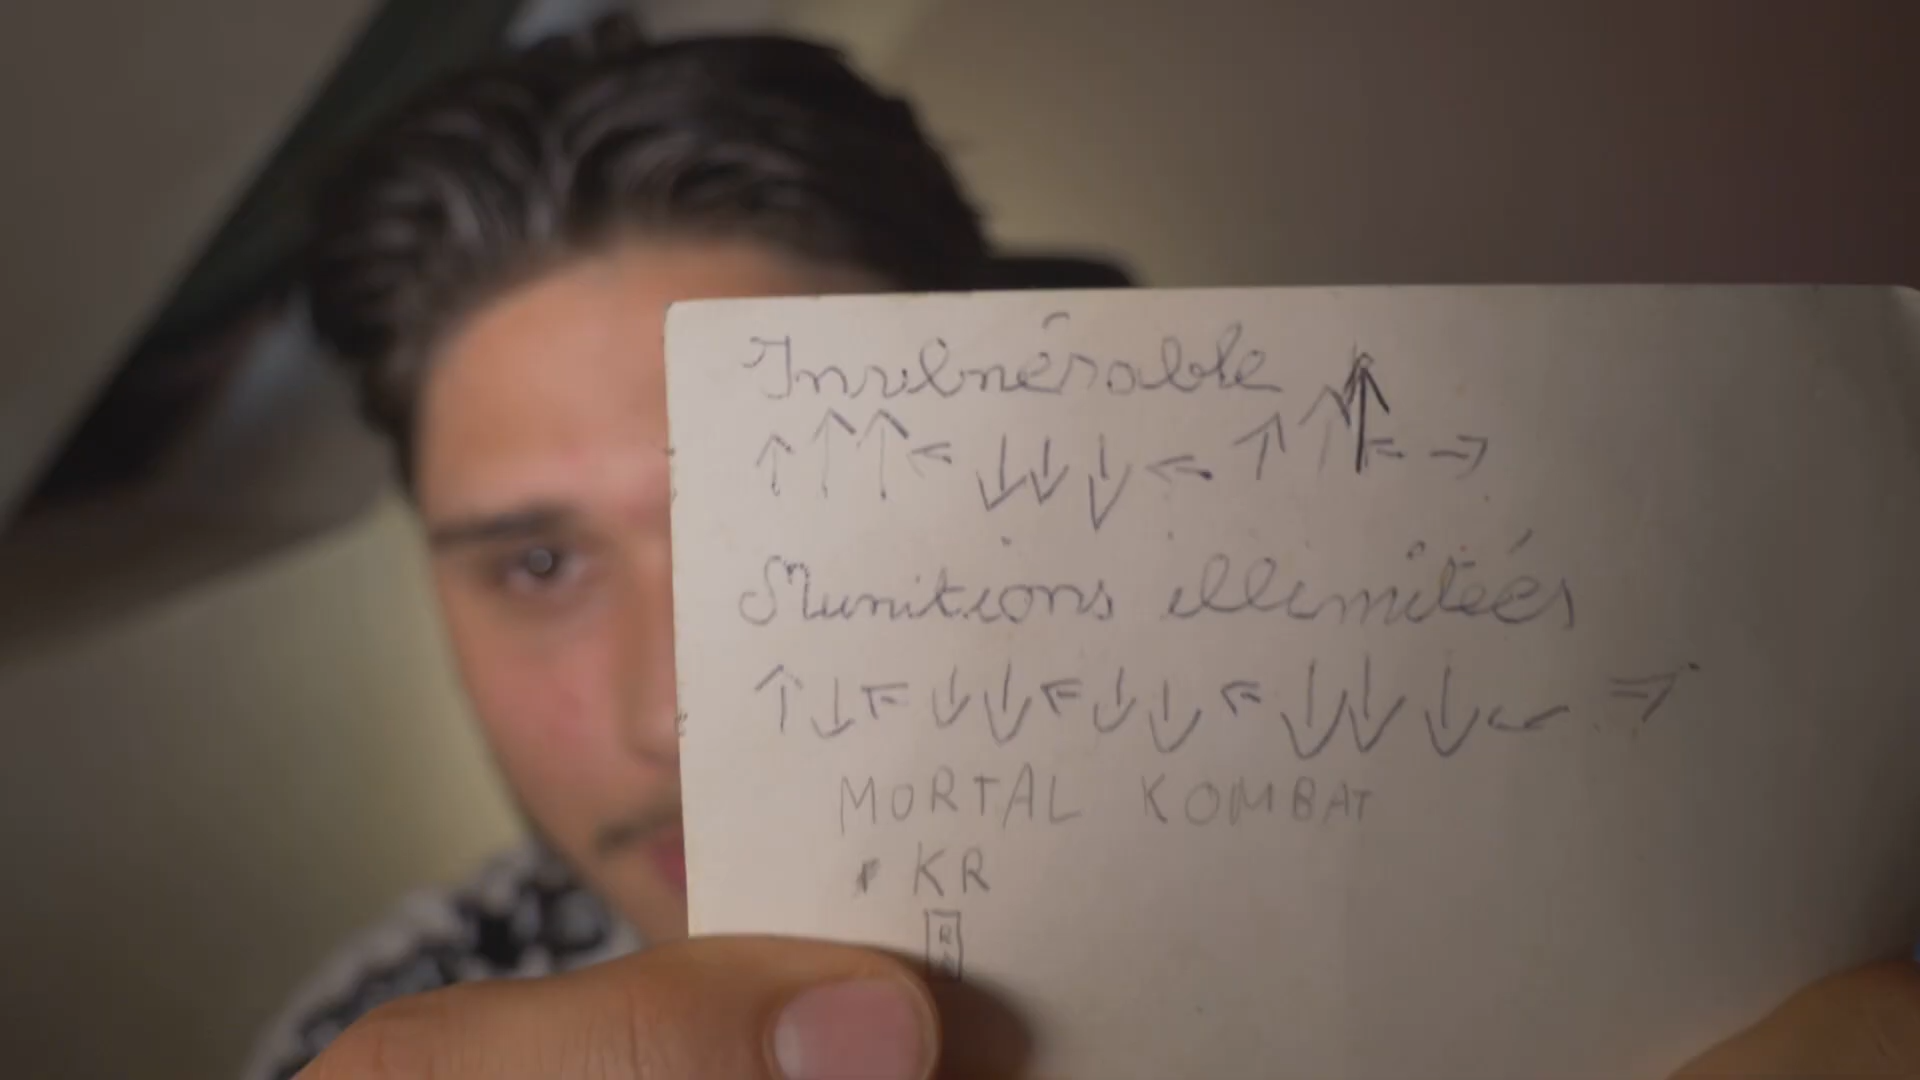 Invulnérable
↑ ↑ ↑ ← ↓ ↓ ↓ ← ↑ ↑ ↑ ← →
Munitions illimitées
↑ ↓ ← ↓ ↓ ← ↓ ↓ ← ↓ ↓ ↓ ← →
MORTAL KOMBAT
KR
R